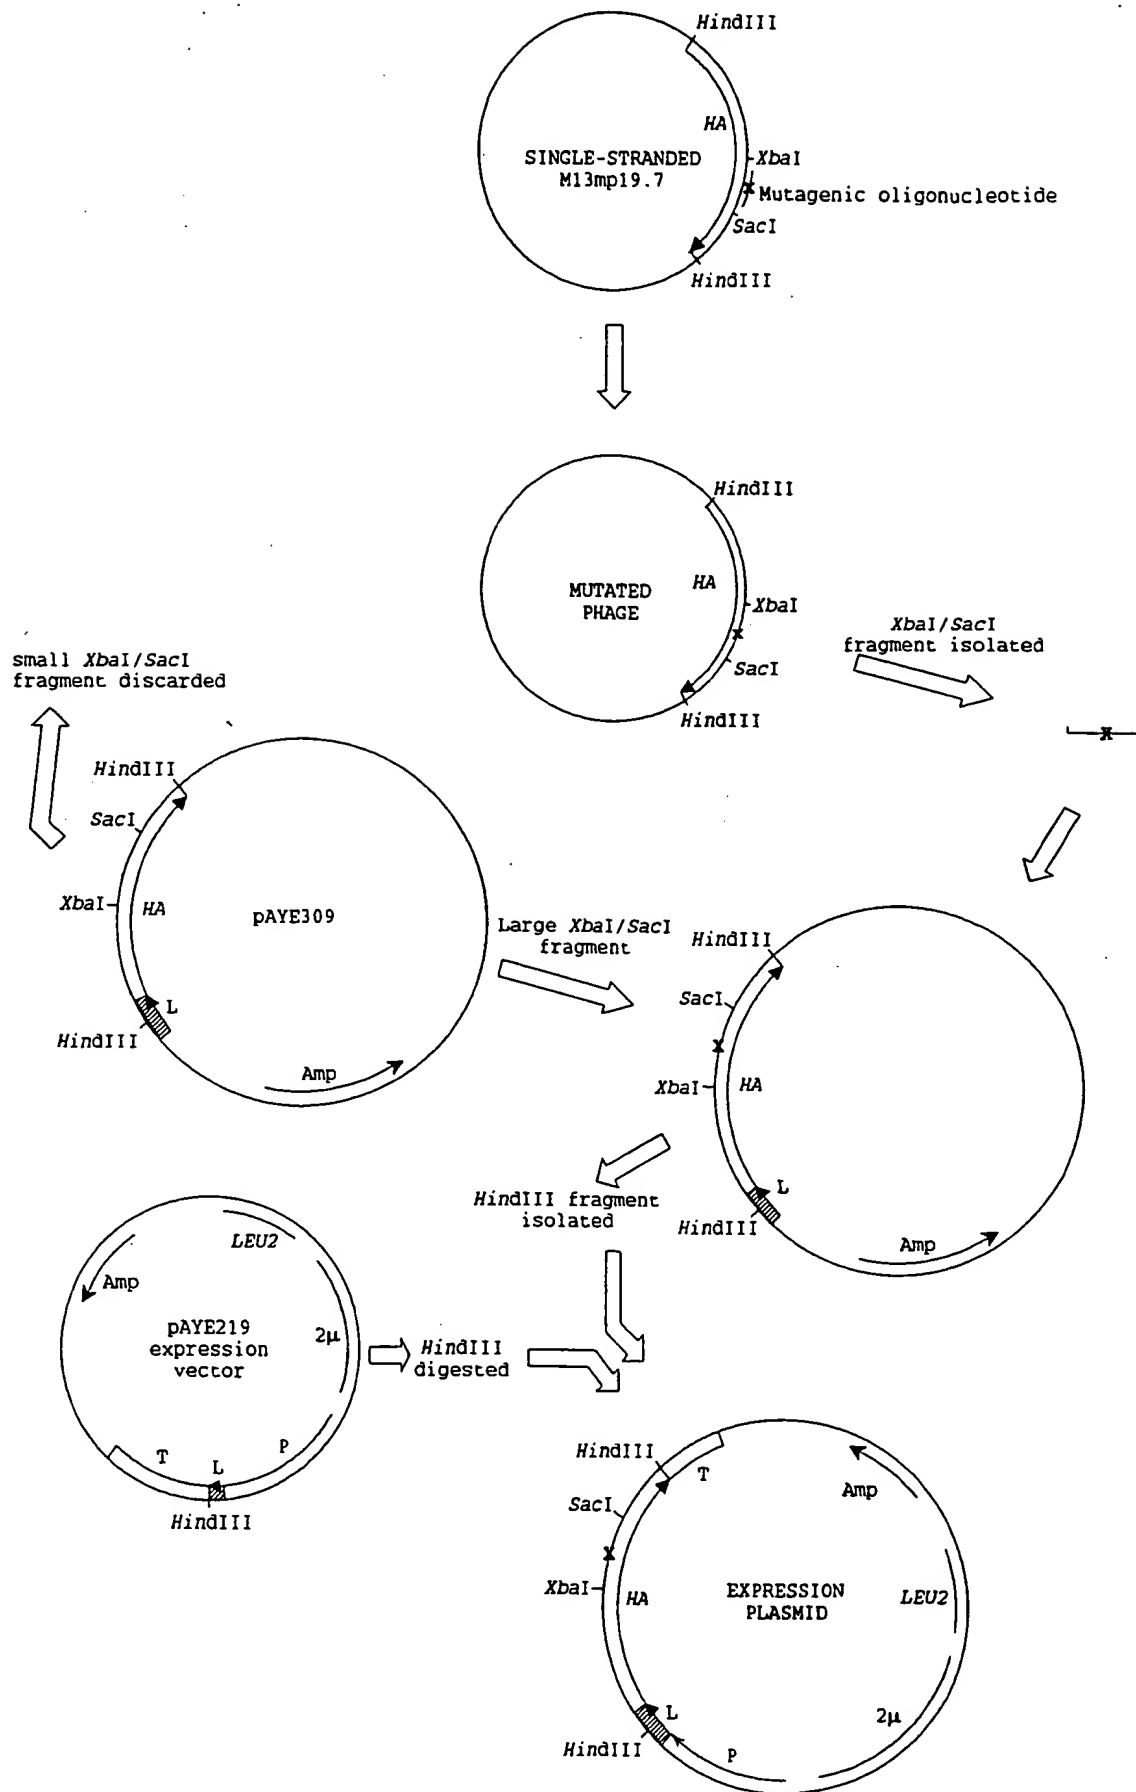 HindIII
HA
SINGLE-STRANDED
M13mp19.7
XbaI
x
Mutagenic oligonucleotide
SacI
HindIII
HindIII
HA
MUTATED
PHAGE
XbaI
x
SacI
HindIII
XbaI/SacI
fragment isolated
x
small XbaI/SacI
fragment discarded
HindIII
SacI
XbaI
HA
pAYE309
L
HindIII
Amp
Large XbaI/SacI
fragment
HindIII
SacI
x
XbaI
HA
L
HindIII
Amp
HindIII fragment
isolated
LEU2
Amp
pAYE219
expression
vector
2µ
T
L
P
HindIII
HindIII
digested
HindIII
T
SacI
Amp
x
XbaI
HA
EXPRESSION
PLASMID
LEU2
L
2µ
HindIII
P